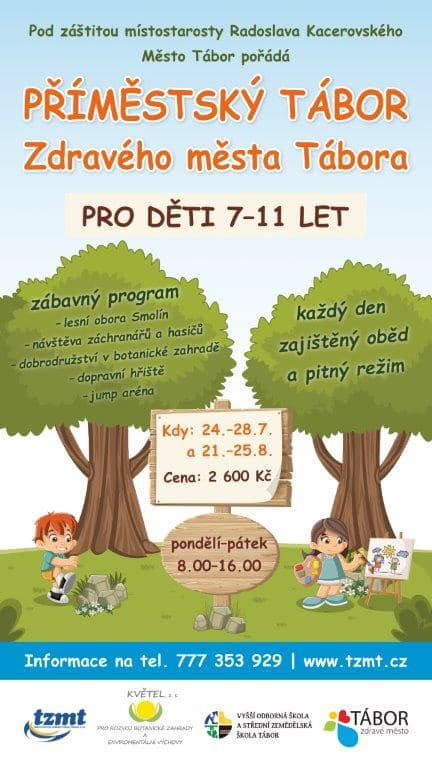 Pod záštitou místostarosty Radoslava Kacerovského
Město Tábor pořádá
PŘÍMĚSTSKÝ TÁBOR
Zdravého města Tábora
PRO DĚTI 7–11 LET
zábavný program
- lesní obora Smolín
- návštěva záchranářů a hasičů
- dobrodružství v botanické zahradě
- dopravní hřiště
- jump aréna
každý den
zajištěný oběd
a pitný režim
Kdy: 24.–28.7.
a 21.–25.8.
Cena: 2 600 Kč
pondělí–pátek
8.00–16.00
Informace na tel. 777 353 929 | www.tzmt.cz
tzmt
KVĚTEL z. s.
PRO ROZVOJ BOTANICKÉ ZAHRADY
A
ENVIROMENTÁLNÍ VÝCHOVY
VYŠŠÍ ODBORNÁ ŠKOLA
A STŘEDNÍ ZEMĚDĚLSKÁ
ŠKOLA TÁBOR
TÁBOR
zdravé město